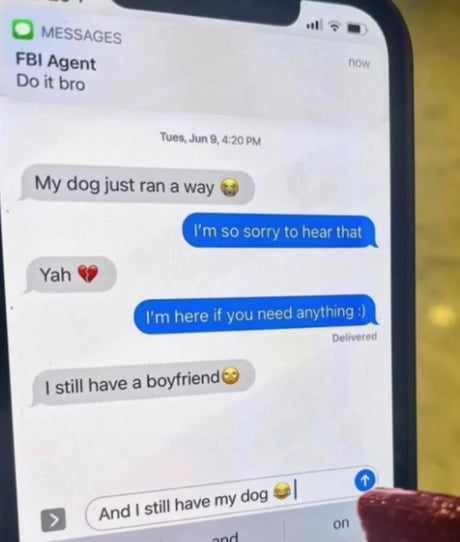 MESSAGES
now
FBI Agent
Do it bro
Tues, Jun 9, 4:20 PM
My dog just ran a way 😭
I'm so sorry to hear that
Yah 💔
I'm here if you need anything :)
Delivered
I still have a boyfriend🙄
And I still have my dog 😂
and
on